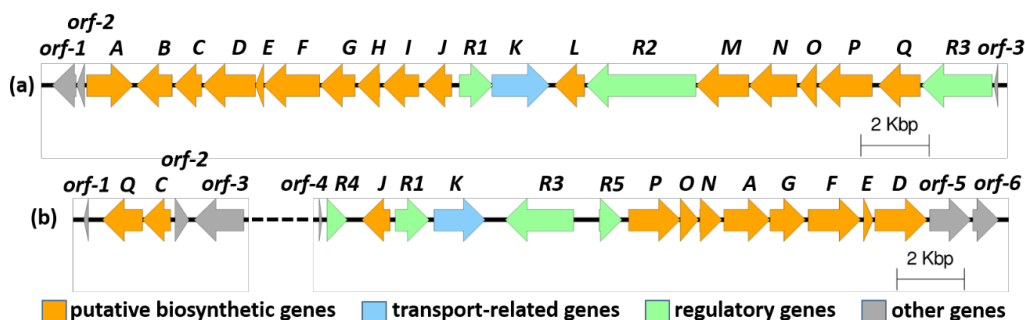 orf-2
orf-1 A B C D E F G H I J R1 K L R2 M N O P Q R3 orf-3
(a)
2 Kbp
orf-2
orf-1 Q C orf-3 orf-4 R4 J R1 K R3 R5 P O N A G F E D orf-5 orf-6
(b)
2 Kbp
putative biosynthetic genes transport-related genes regulatory genes other genes